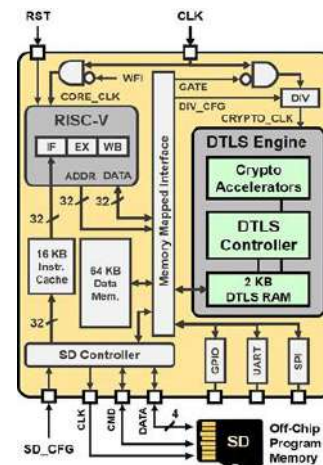 RST
CLK
WFI
CORE_CLK
GATE
DIV_CFG
DIV
CRYPTO_CLK
RISC-V
IF
EX
WB
ADDR
DATA
32
32
32
Memory Mapped Interface
DTLS Engine
Crypto
Accelerators
DTLS
Controller
2 KB
DTLS RAM
16 KB
Instr.
Cache
64 KB
Data
Mem.
32
SD Controller
GPIO
UART
SPI
SD_CFG
CLK
CMD
DATA
4
SD
Off-Chip
Program
Memory